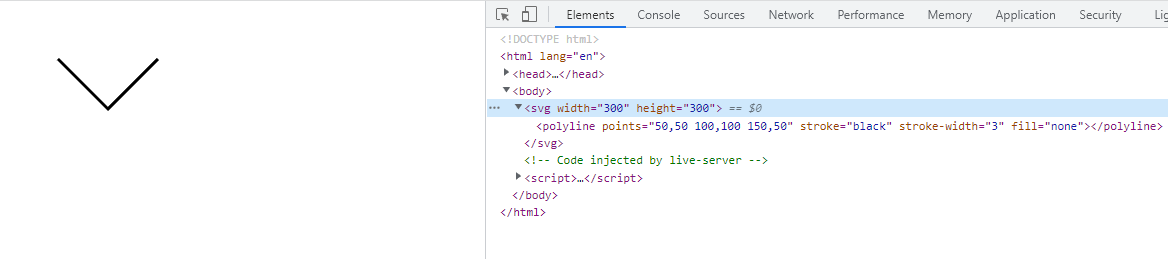 Elements Console Sources Network Performance Memory Application Security
<!DOCTYPE html>
<html lang="en">
<head>…</head>
<body>
<svg width="300" height="300"> == $0
<polyline points="50,50 100,100 150,50" stroke="black" stroke-width="3" fill="none"></polyline>
</svg>
<!-- Code injected by live-server -->
<script>…</script>
</body>
</html>